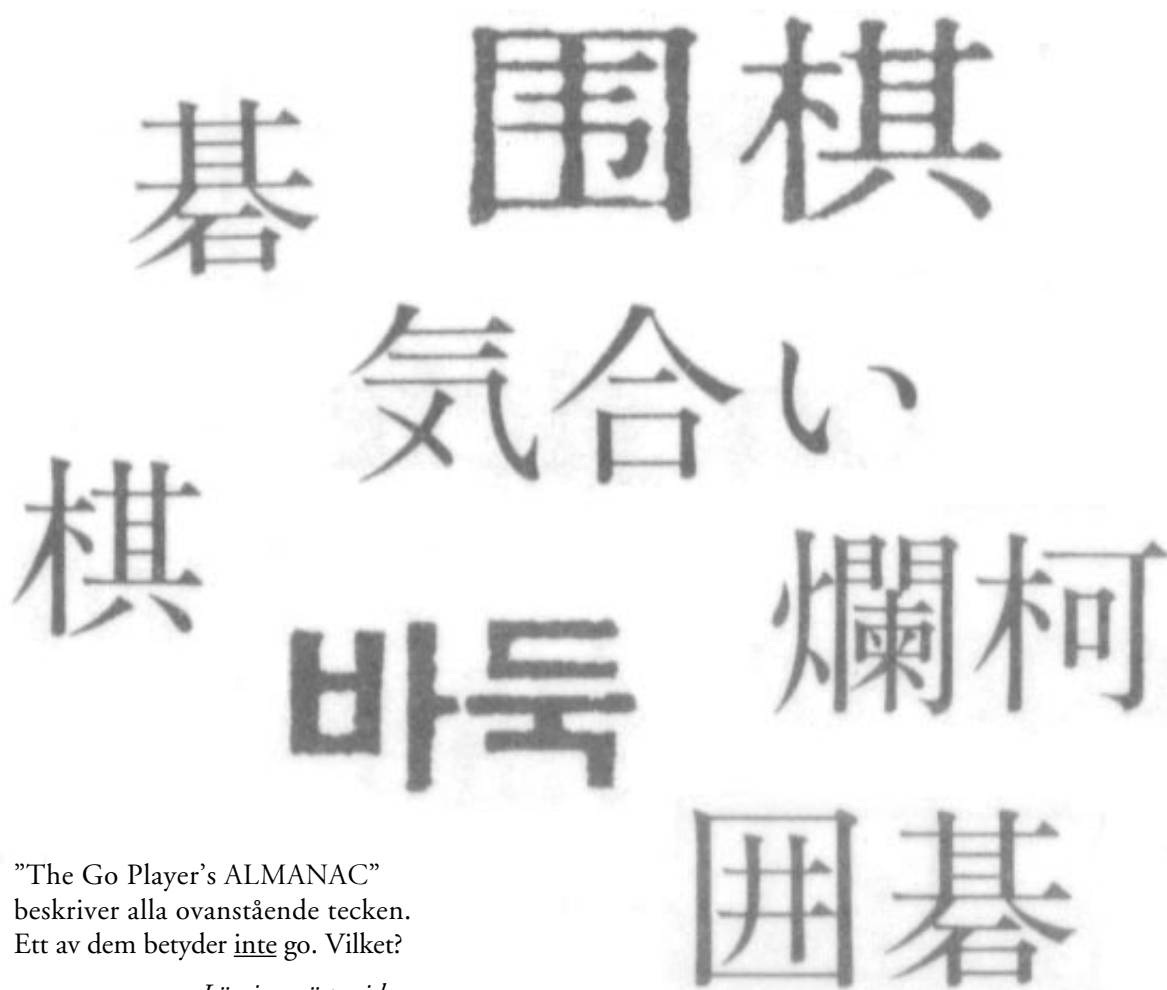 碁
围棋
気合い
棋
爛柯
바둑
囲碁
”The Go Player’s ALMANAC”
beskriver alla ovanstående tecken.
Ett av dem betyder inte go. Vilket?